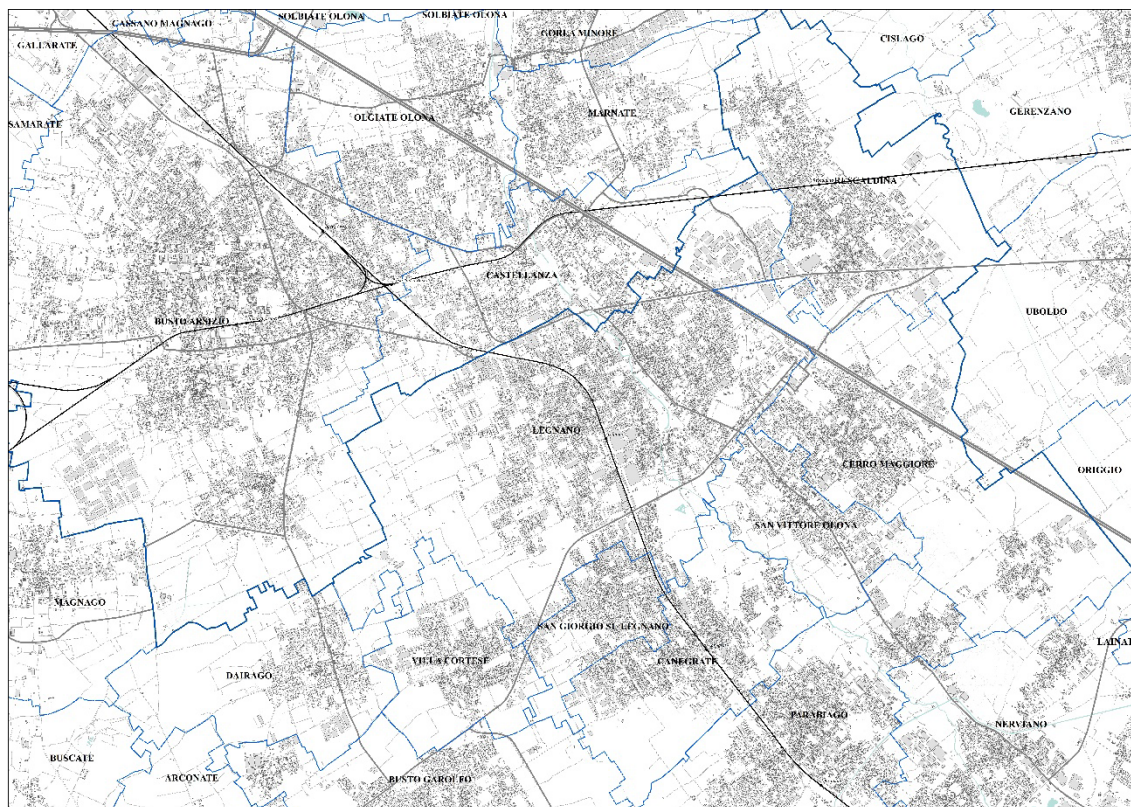 SOLBIATE OLONA
SOLBIATE OLONA
GASSANO MAGNAGO
GORLA MINORE
CISLAGO
GALLARATE
GERENZANO
MARNATE
OLGIATE OLONA
SAMARATE
RESCALDINA
CASTELLANZA
UBOLDO
BUSTO ARSIZIO
LEGNANO
CERRO MAGGIORE
ORIGGIO
SAN VITTORE OLONA
MAGNAGO
SAN GIORGIO SU LEGNANO
LAINAT
VILLA CORTESE
CANEGRATE
DAIRAGO
PARABIAGO
NERVIANO
BUSCATE
ARCONATE
BUSTO GAROLFO